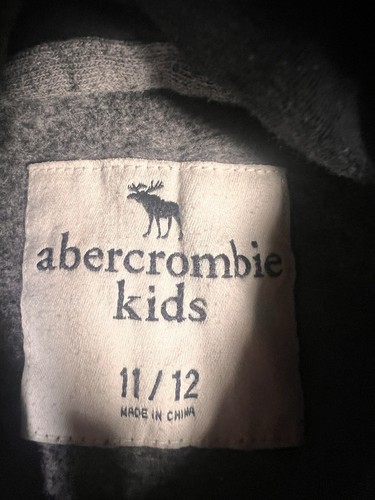 abercrombie
kids
11 / 12
MADE IN CHINA